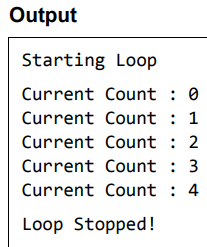 Output
Starting Loop
Current Count : 0
Current Count : 1
Current Count : 2
Current Count : 3
Current Count : 4
Loop Stopped!